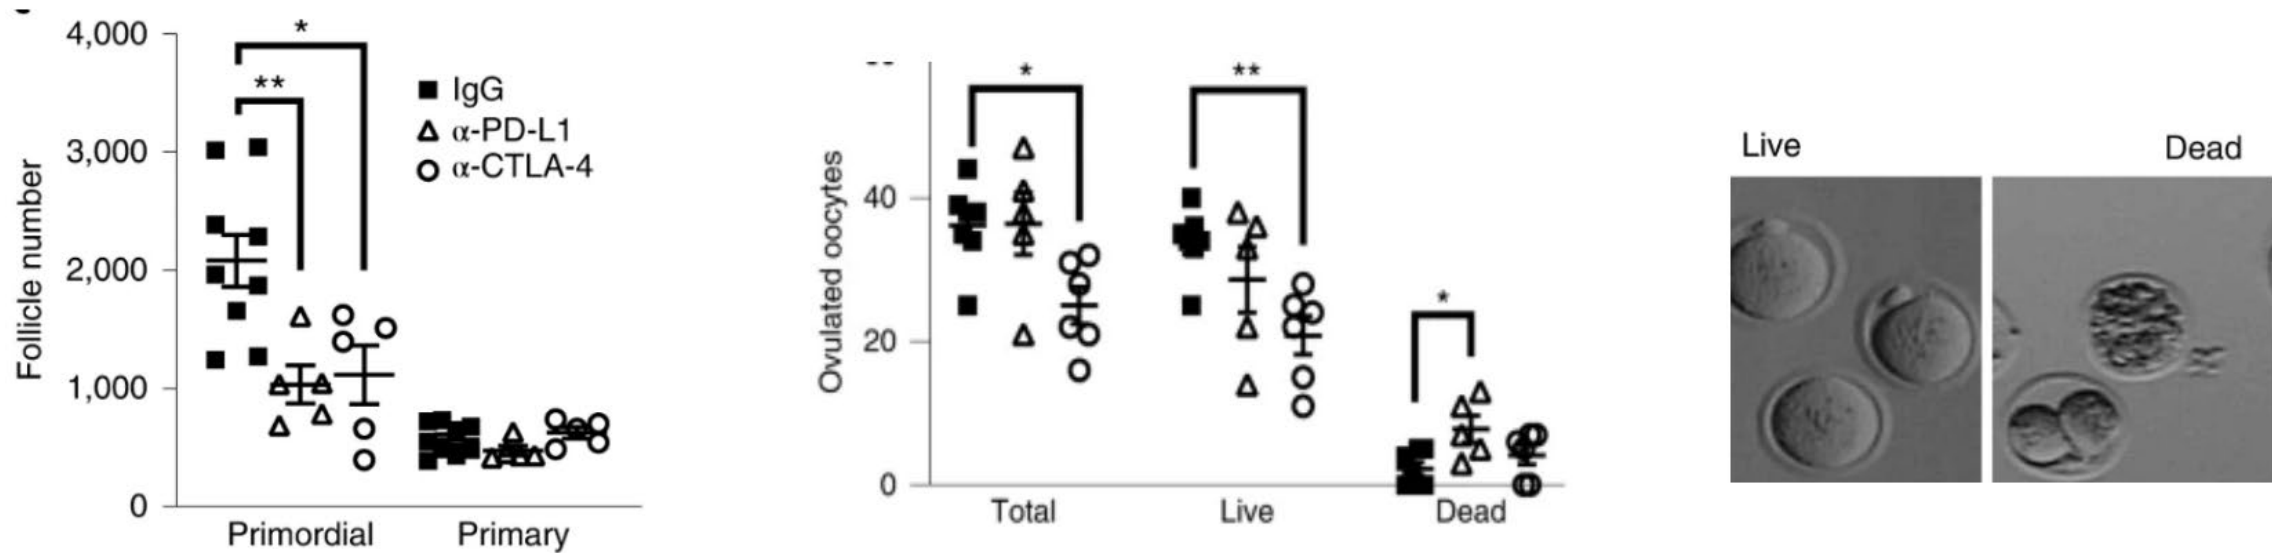 4,000
3,000
2,000
1,000
0
Follicle number
*
**
IgG
α-PD-L1
α-CTLA-4
Primordial
Primary
40
20
0
Ovulated oocytes
*
**
*
Total
Live
Dead
Live
Dead